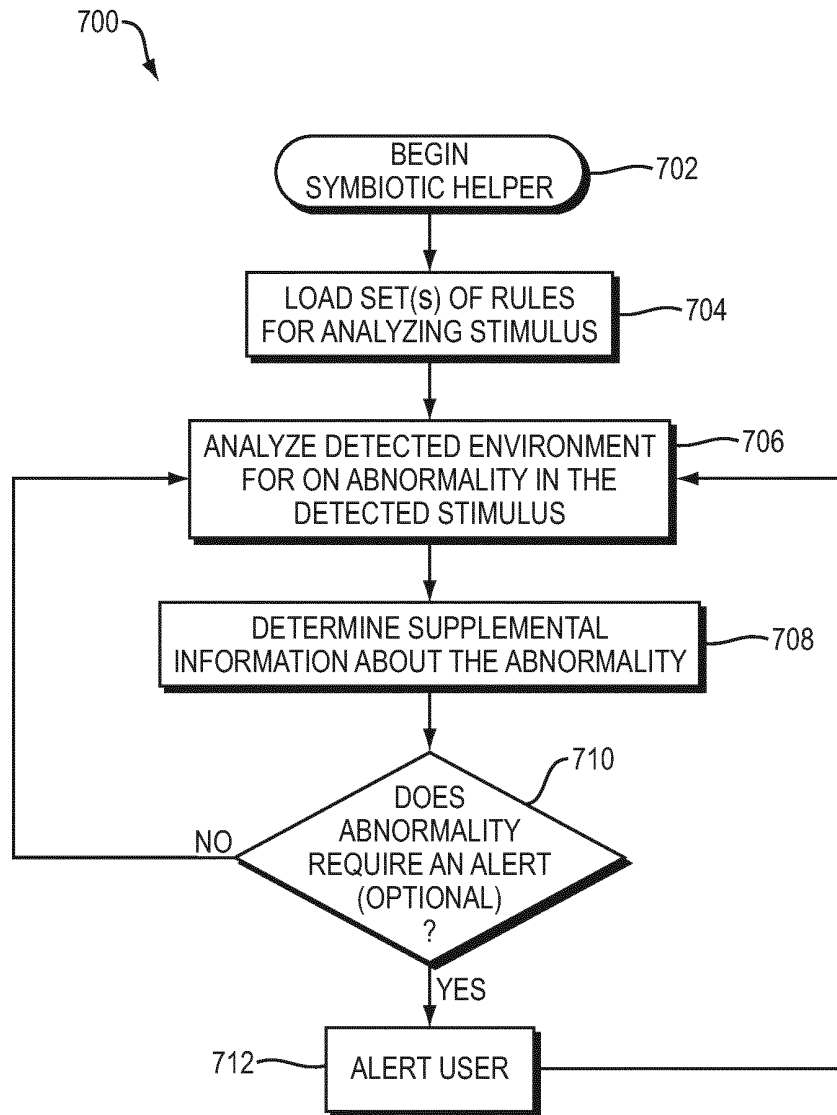 700
BEGIN
SYMBIOTIC HELPER
702
LOAD SET(s) OF RULES
FOR ANALYZING STIMULUS
704
ANALYZE DETECTED ENVIRONMENT
FOR ON ABNORMALITY IN THE
DETECTED STIMULUS
706
DETERMINE SUPPLEMENTAL
INFORMATION ABOUT THE ABNORMALITY
708
710
DOES
ABNORMALITY
REQUIRE AN ALERT
(OPTIONAL)
?
NO
YES
712
ALERT USER